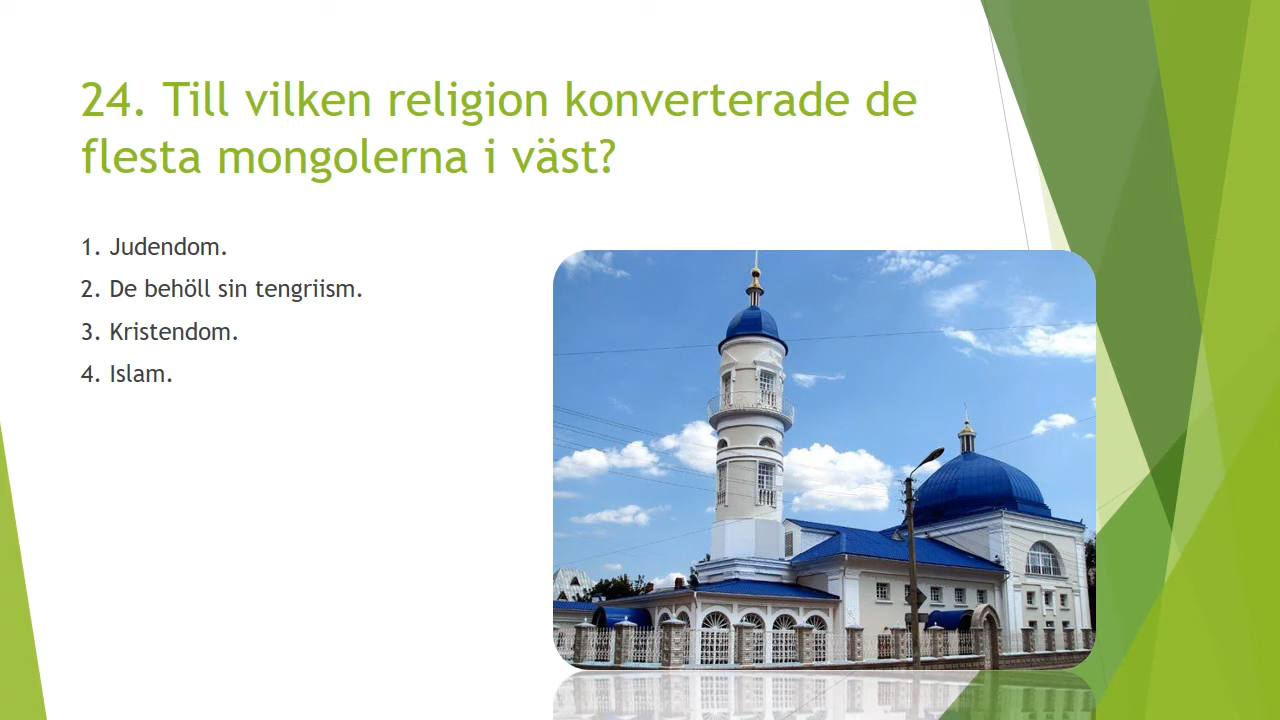 24. Till vilken religion konverterade de
flesta mongolerna i väst?
1. Judendom.
2. De behöll sin tengriism.
3. Kristendom.
4. Islam.